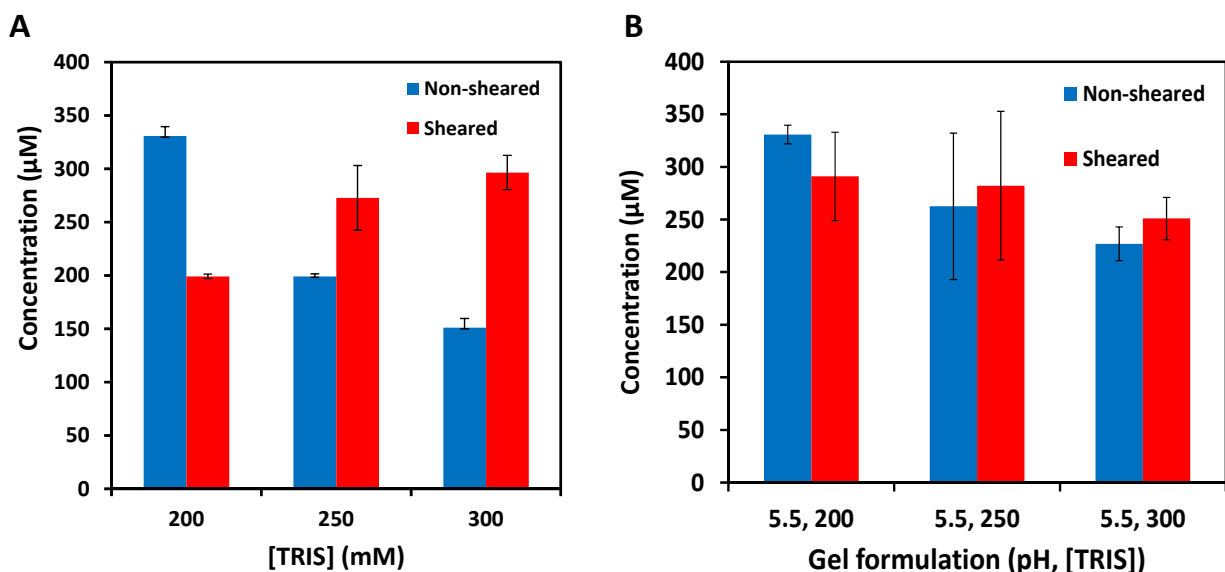 A
Concentration (µM)
400
350
300
250
200
150
100
50
0
Non-sheared
Sheared
200 250 300
[TRIS] (mM)
B
Concentration (µM)
400
350
300
250
200
150
100
50
0
Non-sheared
Sheared
5.5, 200 5.5, 250 5.5, 300
Gel formulation (pH, [TRIS])